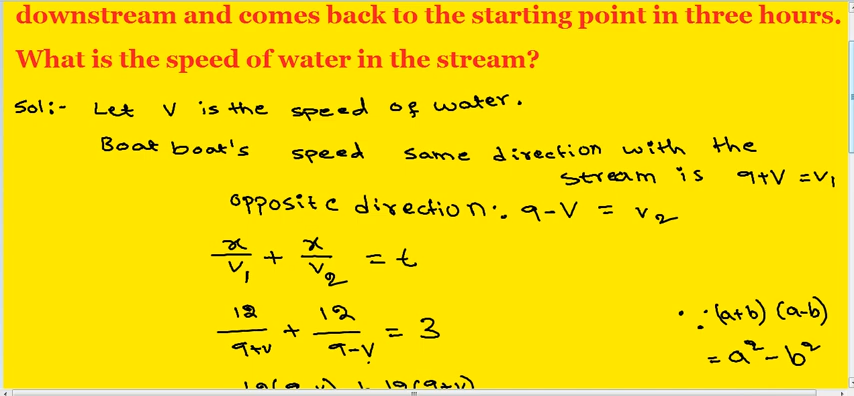 downstream and comes back to the starting point in three hours.
What is the speed of water in the stream?
Sol:- Let V is the speed of water.
Boat boat's speed same direction with the
stream is 9+V = V₁
opposite direction:. 9-V = V₂
x/V₁ + x/V₂ = t
12/9+V + 12/9-V = 3
∵ (a+b) (a-b)
= a² - b²